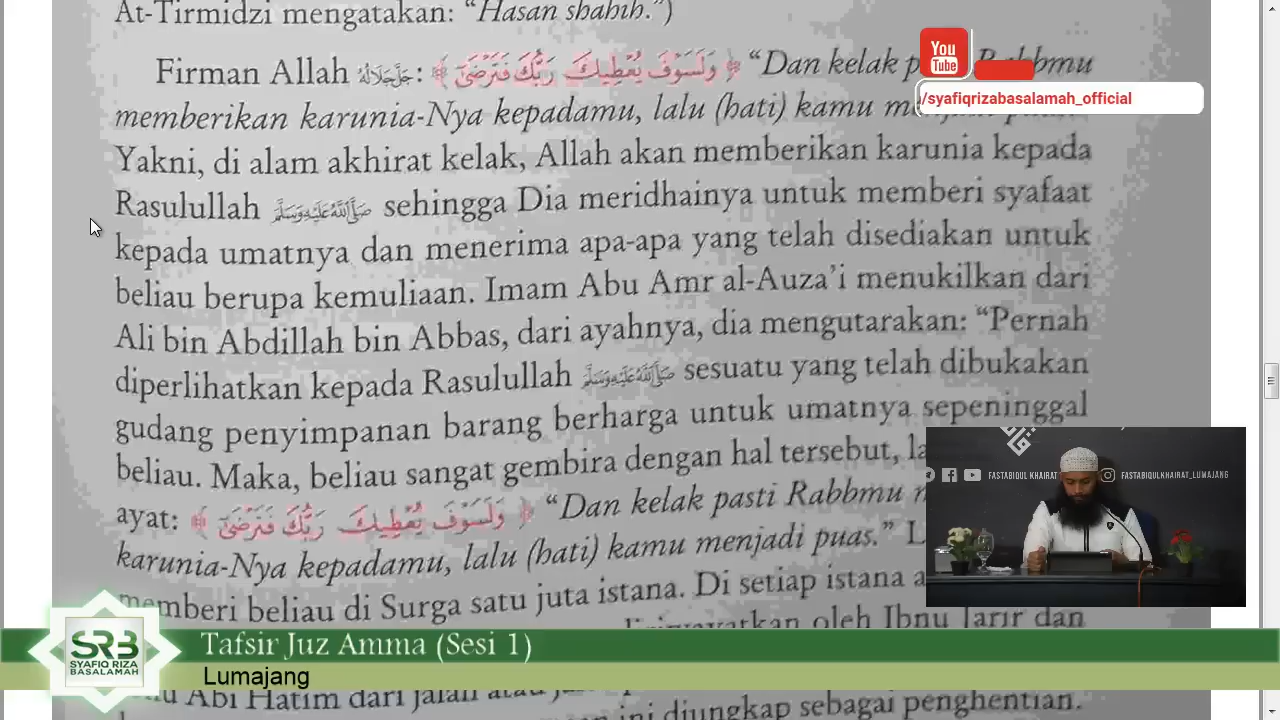 At-Tirmidzi mengatakan: “Hasan shahih.”)
Firman Allah ﷻ: ﴿ وَلَسَوْفَ يُعْطِيكَ رَبُّكَ فَتَرْضَىٰ ﴾ “Dan kelak
memberikan karunia-Nya kepadamu, lalu (hati) kamu
Yakni, di alam akhirat kelak, Allah akan memberikan karunia kepada
Rasulullah ﷺ sehingga Dia meridhainya untuk memberi syafaat
kepada umatnya dan menerima apa-apa yang telah disediakan untuk
beliau berupa kemuliaan. Imam Abu Amr al-Auza’i menukilkan dari
Ali bin Abdillah bin Abbas, dari ayahnya, dia mengutarakan: “Pernah
diperlihatkan kepada Rasulullah ﷺ sesuatu yang telah dibukakan
gudang penyimpanan barang berharga untuk umatnya sepeninggal
beliau. Maka, beliau sangat gembira dengan hal tersebut,
ayat: ﴿ وَلَسَوْفَ يُعْطِيكَ رَبُّكَ فَتَرْضَىٰ ﴾ “Dan kelak pasti Rabbmu
karunia-Nya kepadamu, lalu (hati) kamu menjadi puas.”
memberi beliau di Surga satu juta istana. Di setiap istana
oleh Ibnu Jarir dan
Abi Hatim dari jalan atau
ini diungkap sebagai penghentian.
You
Tube
/syafiqrizabasalamah_official
FASTABIQUL KHAIRAT
FASTABIQULKHAIRAT_LUMAJANG
SRB
SYAFIQ RIZA
BASALAMAH
Tafsir Juz Amma (Sesi 1)
Lumajang